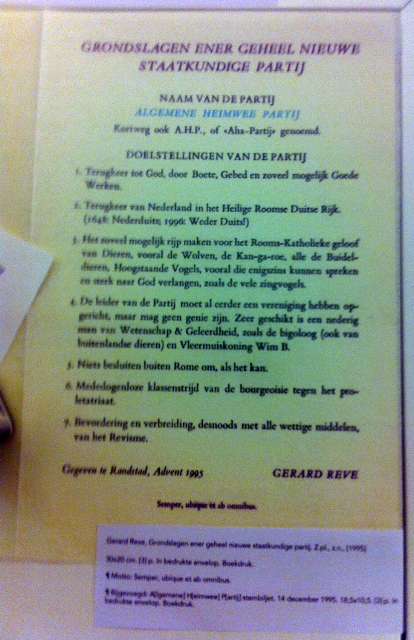 GRONDSLAGEN ENER GEHEEL NIEUWE
STAATKUNDIGE PARTIJ
NAAM VAN DE PARTIJ
ALGEMENE HEIMWEE PARTIJ
Kortweg ook A.H.P., of «Aha-Partij» genoemd.
DOELSTELLINGEN VAN DE PARTIJ
1. Terugkeer tot God, door Boete, Gebed en zoveel mogelijk Goede
Werken.
2. Terugkeer van Nederland in het Heilige Roomse Duitse Rijk.
(1648: Nederduits; 1996: Weder Duits!)
3. Het zoveel mogelijk rijp maken voor het Rooms-Katholieke geloof
van Dieren, vooral de Wolven, de Kan-ga-roe, alle de Buidel-
dieren, Hoogstaande Vogels, vooral die enigszins kunnen spreken
en sterk naar God verlangen, zoals de vele zingvogels.
4. De leider van de Partij moet al eerder een vereniging hebben op-
gericht, maar mag geen genie zijn. Zeer geschikt is een nederig
man van Wetenschap & Geleerdheid, zoals de bigoloog (ook van
buitenlandse dieren) en Vleermuiskoning Wim B.
5. Niets besluiten buiten Rome om, als het kan.
6. Mededogenloze klassenstrijd van de bourgeoisie tegen het pro-
letariaat.
7. Bevordering en verbreiding, desnoods met alle wettige middelen,
van het Revisme.
Gegeven te Randstad, Advent 1995 GERARD REVE
Semper, ubique et ab omnibus.
Gerard Reve, Grondslagen ener geheel nieuwe staatkundige partij. Z.pl., z.n., [1995]
30x20 cm. [3] p. In bedrukte envelop. Boekdruk.
¶ Motto: Semper, ubique et ab omnibus.
¶ Bijgevoegd: A[lgemene] H[eimwee] P[artij] stembiljet. 14 december 1995. 18,5x10,5. [2] p. In
bedrukte envelop. Boekdruk.